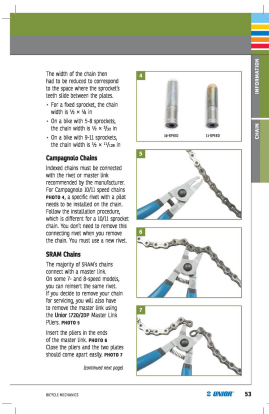 The width of the chain then
had to be reduced to correspond
to the space where the sprocket's
teeth slide between the plates.
• For a fixed sprocket, the chain
width is ½ × ⅛ in
• On a bike with 5-8 sprockets,
the chain width is ½ × 3/32 in
• On a bike with 9-11 sprockets,
the chain width is ½ × 11/128 in
Campagnolo Chains
Indexed chains must be connected
with the rivet or master link
recommended by the manufacturer.
For Campagnolo 10/11 speed chains
PHOTO 4, a specific rivet with a pilot
needs to be installed on the chain.
Follow the installation procedure,
which is different for a 10/11 sprocket
chain. You don't need to remove this
connecting rivet when you remove
the chain. You must use a new rivet.
SRAM Chains
The majority of SRAM's chains
connect with a master link.
On some 7- and 8-speed models,
you can reinsert the same rivet.
If you decide to remove your chain
for servicing, you will also have
to remove the master link using
the Unior 1720/2DP Master Link
Pliers. PHOTO 5
Insert the pliers in the ends
of the master link. PHOTO 6
Close the pliers and the two plates
should come apart easily. PHOTO 7
(continued next page)
4
10-SPEED 11-SPEED
5
6
7
INFORMATION
CHAIN
BICYCLE MECHANICS
UNIOR 53